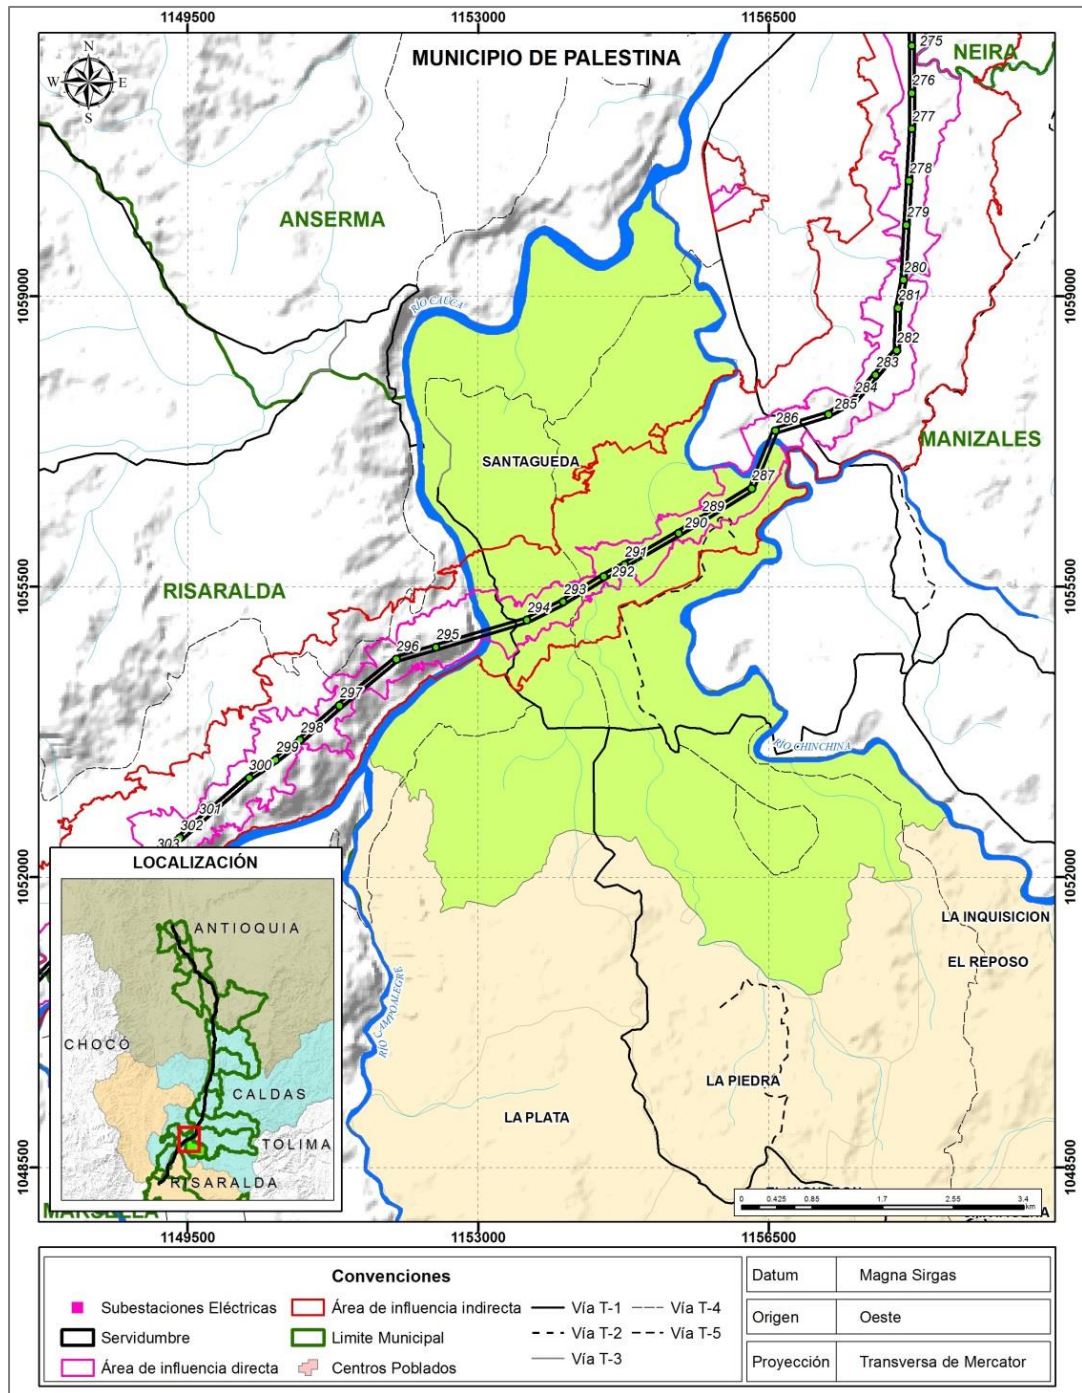 1149500 1153000 1156500
MUNICIPIO DE PALESTINA
N
W E
S
275
NEIRA
276
277
278
ANSERMA
279
280
1059000 1059000
RÍO CAUCA
281
282
283
284
285
286
MANIZALES
SANTAGUEDA
287
289
290
1055500 1055500
291
292
RISARALDA
293
294
295
296
297
298
RÍO CHINCHINA
299
300
301
302
303
LOCALIZACIÓN
1052000 1052000
ANTIOQUIA
LA INQUISICION
EL REPOSO
RÍO CAMPOALEGRE
CHOCÓ
CALDAS
LA PIEDRA
LA PLATA
TOLIMA
RISARALDA
1048500 1048500
MARSELLA
0 0.425 0.85 1.7 2.55 3.4
km
1149500 1153000 1156500
Convenciones
Subestaciones Eléctricas
Servidumbre
Área de influencia directa
Área de influencia indirecta
Limite Municipal
Centros Poblados
Vía T-1
Vía T-2
Vía T-3
Vía T-4
Vía T-5
Datum Magna Sirgas
Origen Oeste
Proyección Transversa de Mercator